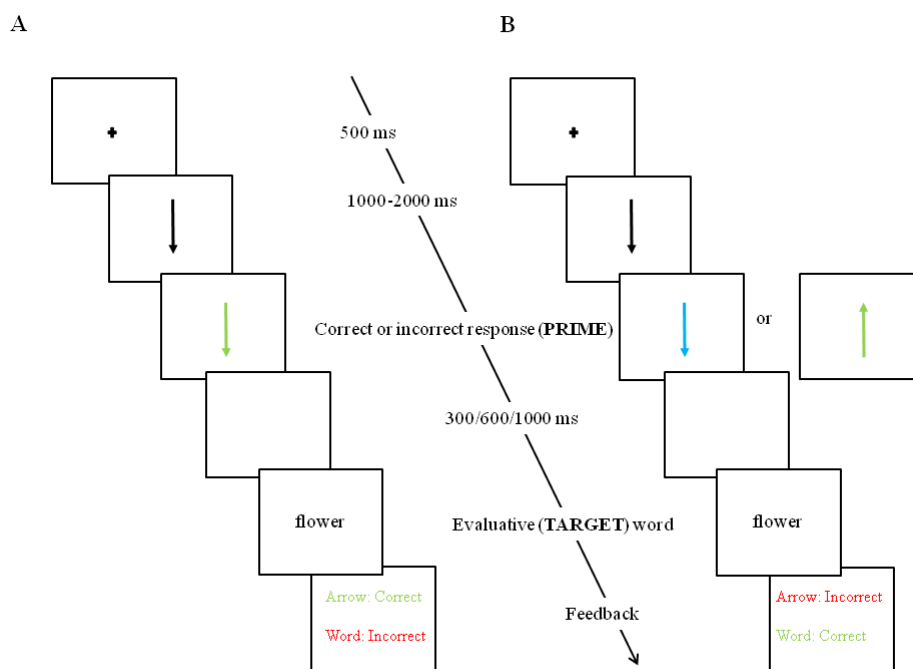 A
B
500 ms
1000-2000 ms
Correct or incorrect response (PRIME)
or
300/600/1000 ms
flower
Evaluative (TARGET) word
flower
Feedback
Arrow: Correct
Word: Incorrect
Arrow: Incorrect
Word: Correct